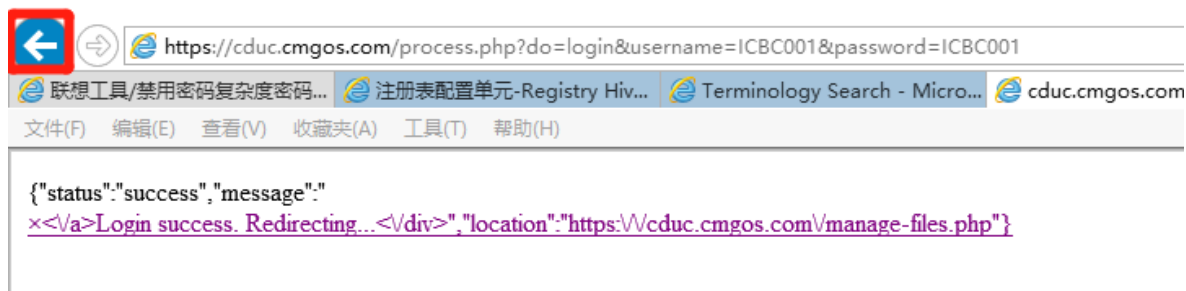 https://cduc.cmgos.com/process.php?do=login&username=ICBC001&password=ICBC001
联想工具/禁用密码复杂度密码... 注册表配置单元-Registry Hiv... Terminology Search - Micro... cduc.cmgos.com
文件(F) 编辑(E) 查看(V) 收藏夹(A) 工具(T) 帮助(H)
{"status":"success","message":"
×<\/a>Login success. Redirecting...<\/div>","location":"https:\/\/cduc.cmgos.com\/manage-files.php"}